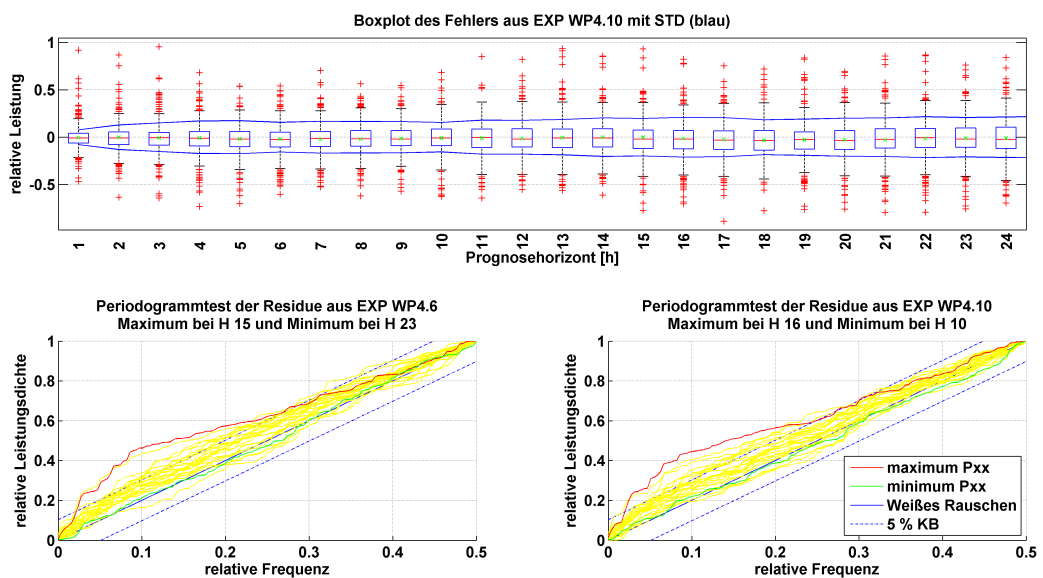 Boxplot des Fehlers aus EXP WP4.10 mit STD (blau)
relative Leistung
1
0.5
0
-0.5
1 2 3 4 5 6 7 8 9 10 11 12 13 14 15 16 17 18 19 20 21 22 23 24
Prognosehorizont [h]
Periodogrammtest der Residue aus EXP WP4.6
Maximum bei H 15 und Minimum bei H 23
relative Leistungsdichte
1
0.8
0.6
0.4
0.2
0
0 0.1 0.2 0.3 0.4 0.5
relative Frequenz
Periodogrammtest der Residue aus EXP WP4.10
Maximum bei H 16 und Minimum bei H 10
relative Leistungsdichte
1
0.8
0.6
0.4
0.2
0
maximum Pxx
minimum Pxx
Weißes Rauschen
5 % KB
0 0.1 0.2 0.3 0.4 0.5
relative Frequenz